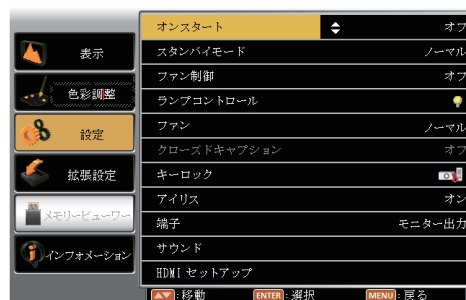 表示
色彩調整
設定
拡張設定
メモリービューワー
インフォメーション
オンスタート オフ
スタンバイモード ノーマル
ファン制御 オフ
ランプコントロール
ファン ノーマル
クローズドキャプション オフ
キーロック
アイリス オン
端子 モニター出力
サウンド
HDMI セットアップ
:移動 ENTER :選択 MENU :戻る